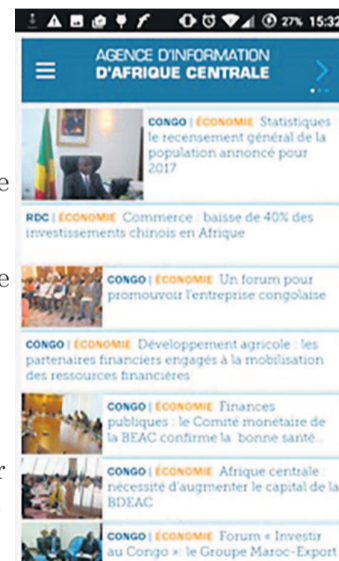 27% 15:32
AGENCE D'INFORMATION
D'AFRIQUE CENTRALE
CONGO | ÉCONOMIE Statistiques :
le recensement général de la
population annoncé pour
2017
RDC | ÉCONOMIE Commerce : baisse de 40% des
investissements chinois en Afrique
CONGO | ÉCONOMIE Un forum pour
promouvoir l'entreprise congolaise
CONGO | ÉCONOMIE Développement agricole : les
partenaires financiers engagés à la mobilisation
des ressources financières
CONGO | ÉCONOMIE Finances
publiques : le Comité monétaire de
la BEAC confirme la bonne santé...
CONGO | ÉCONOMIE Afrique centrale :
nécessité d'augmenter le capital de la
BDEAC
CONGO | ÉCONOMIE Forum « Investir
au Congo »: le Groupe Maroc-Export